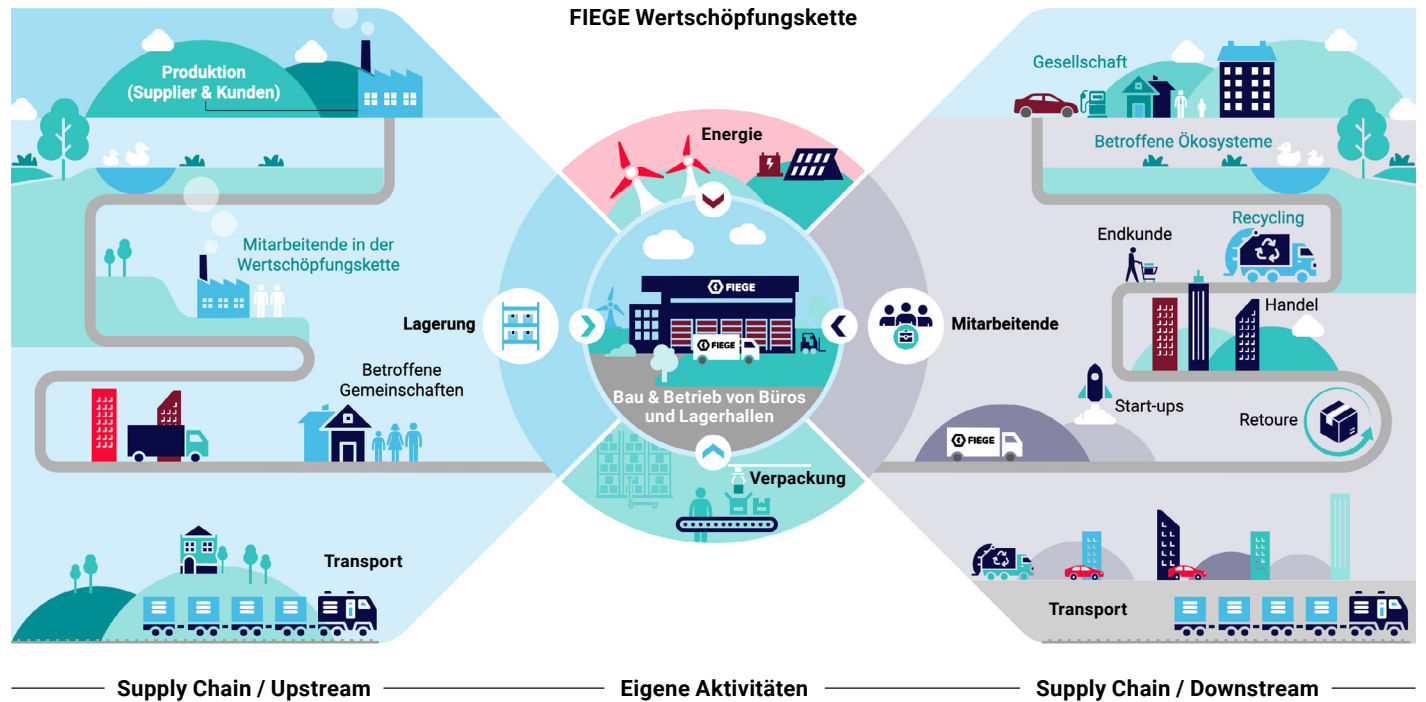 FIEGE Wertschöpfungskette
Produktion
(Supplier & Kunden)
Mitarbeitende in der
Wertschöpfungskette
Betroffene
Gemeinschaften
Transport
Energie
Lagerung
FIEGE
FIEGE
Bau & Betrieb von Büros
und Lagerhallen
Mitarbeitende
Verpackung
Gesellschaft
Betroffene Ökosysteme
Recycling
Endkunde
Handel
Start-ups
Retoure
FIEGE
Transport
Supply Chain / Upstream
Eigene Aktivitäten
Supply Chain / Downstream